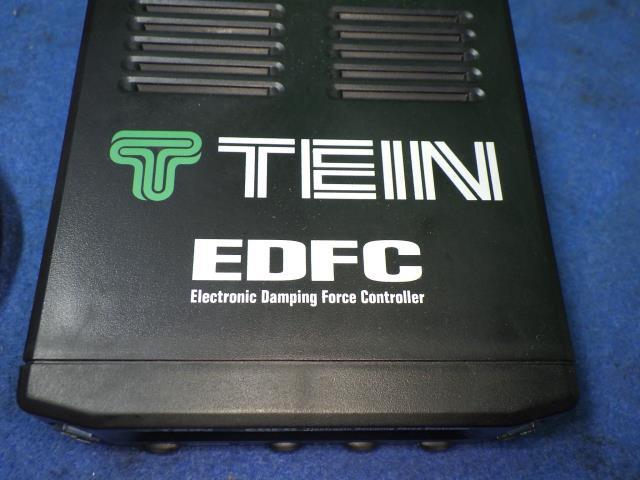 TEIN
EDFC
Electronic Damping Force Controller